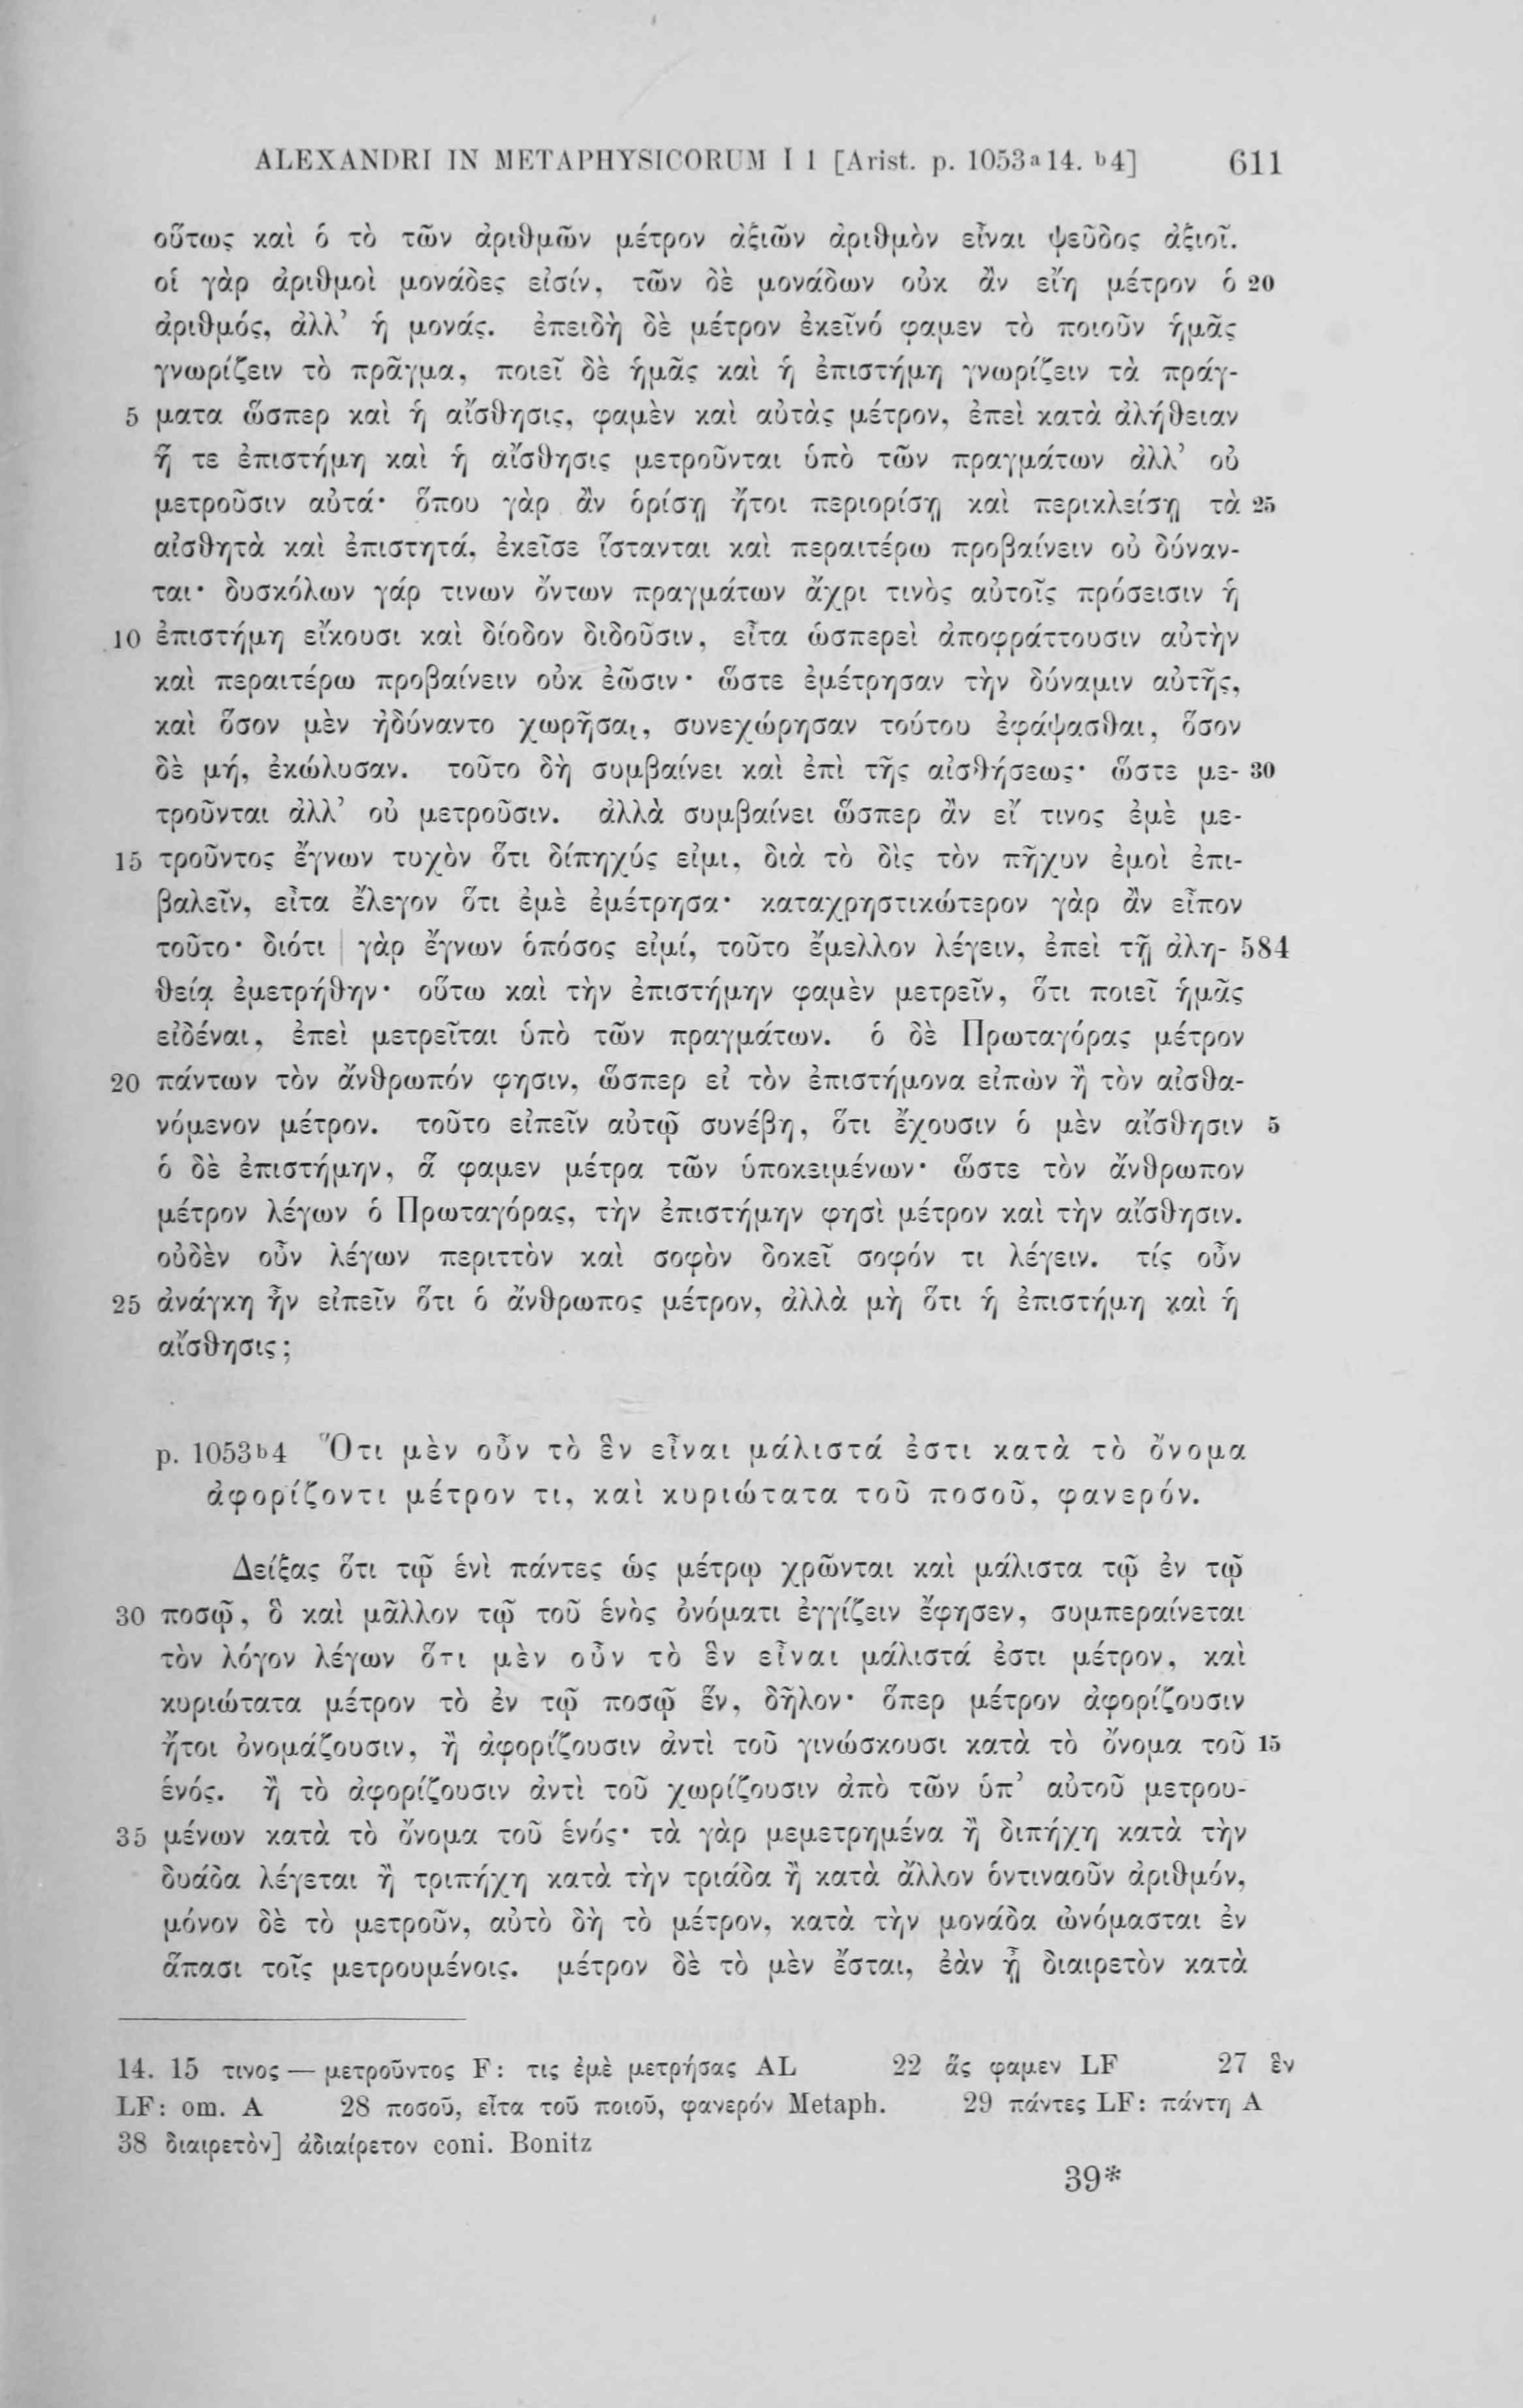 ALEXANDRI IN METAPHYSICORUM I 1 [Arist. p. 1053ᵃ14. ᵇ4] 611
οὕτως καὶ ὁ τὸ τῶν ἀριθμῶν μέτρον ἀξιῶν ἀριθμὸν εἶναι ψεῦδος ἀξιοῖ.
οἱ γὰρ ἀριθμοὶ μονάδες εἰσίν, τῶν δὲ μονάδων οὐκ ἂν εἴη μέτρον ὁ 20
ἀριθμός, ἀλλ’ ἡ μονάς. ἐπειδὴ δὲ μέτρον ἐκεῖνό φαμεν τὸ ποιοῦν ἡμᾶς
γνωρίζειν τὸ πρᾶγμα, ποιεῖ δὲ ἡμᾶς καὶ ἡ ἐπιστήμη γνωρίζειν τὰ πράγ-
5 ματα ὥσπερ καὶ ἡ αἴσθησις, φαμὲν καὶ αὐτὰς μέτρον, ἐπεὶ κατὰ ἀλήθειαν
ἥ τε ἐπιστήμη καὶ ἡ αἴσθησις μετροῦνται ὑπὸ τῶν πραγμάτων ἀλλ’ οὐ
μετροῦσιν αὐτά· ὅπου γὰρ ἂν ὁρίσῃ ἤτοι περιορίσῃ καὶ περικλείσῃ τὰ 25
αἰσθητὰ καὶ ἐπιστητά, ἐκεῖσε ἵστανται καὶ περαιτέρω προβαίνειν οὐ δύναν-
ται· δυσκόλων γάρ τινων ὄντων πραγμάτων ἄχρι τινὸς αὐτοῖς πρόσεισιν ἡ
10 ἐπιστήμη εἴκουσι καὶ δίοδον διδοῦσιν, εἶτα ὡσπερεὶ ἀποφράττουσιν αὐτὴν
καὶ περαιτέρω προβαίνειν οὐκ ἐῶσιν· ὥστε ἐμέτρησαν τὴν δύναμιν αὐτῆς,
καὶ ὅσον μὲν ἠδύναντο χωρῆσαι, συνεχώρησαν τούτου ἐφάψασθαι, ὅσον
δὲ μή, ἐκώλυσαν. τοῦτο δὴ συμβαίνει καὶ ἐπὶ τῆς αἰσθήσεως· ὥστε με- 30
τροῦνται ἀλλ’ οὐ μετροῦσιν. ἀλλὰ συμβαίνει ὥσπερ ἂν εἴ τινος ἐμὲ με-
15 τροῦντος ἔγνων τυχὸν ὅτι δίπηχύς εἰμι, διὰ τὸ δὶς τὸν πῆχυν ἐμοὶ ἐπι-
βαλεῖν, εἶτα ἔλεγον ὅτι ἐμὲ ἐμέτρησα· καταχρηστικώτερον γὰρ ἂν εἶπον
τοῦτο· διότι | γὰρ ἔγνων ὁπόσος εἰμί, τοῦτο ἔμελλον λέγειν, ἐπεὶ τῇ ἀλη- 584
θείᾳ ἐμετρήθην· οὕτω καὶ τὴν ἐπιστήμην φαμὲν μετρεῖν, ὅτι ποιεῖ ἡμᾶς
εἰδέναι, ἐπεὶ μετρεῖται ὑπὸ τῶν πραγμάτων. ὁ δὲ Πρωταγόρας μέτρον
20 πάντων τὸν ἄνθρωπόν φησιν, ὥσπερ εἰ τὸν ἐπιστήμονα εἰπὼν ἢ τὸν αἰσθα-
νόμενον μέτρον. τοῦτο εἰπεῖν αὐτῷ συνέβη, ὅτι ἔχουσιν ὁ μὲν αἴσθησιν 5
ὁ δὲ ἐπιστήμην, ἅ φαμεν μέτρα τῶν ὑποκειμένων· ὥστε τὸν ἄνθρωπον
μέτρον λέγων ὁ Πρωταγόρας, τὴν ἐπιστήμην φησὶ μέτρον καὶ τὴν αἴσθησιν.
οὐδὲν οὖν λέγων περιττὸν καὶ σοφὸν δοκεῖ σοφόν τι λέγειν. τίς οὖν
25 ἀνάγκη ἦν εἰπεῖν ὅτι ὁ ἄνθρωπος μέτρον, ἀλλὰ μὴ ὅτι ἡ ἐπιστήμη καὶ ἡ
αἴσθησις;
p. 1053ᵇ4 Ὅτι μὲν οὖν τὸ ἓν εἶναι μάλιστά ἐστι κατὰ τὸ ὄνομα
ἀφορίζοντι μέτρον τι, καὶ κυριώτατα τοῦ ποσοῦ, φανερόν.
Δείξας ὅτι τῷ ἑνὶ πάντες ὡς μέτρῳ χρῶνται καὶ μάλιστα τῷ ἐν τῷ
30 ποσῷ, ὃ καὶ μᾶλλον τῷ τοῦ ἑνὸς ὀνόματι ἐγγίζειν ἔφησεν, συμπεραίνεται
τὸν λόγον λέγων ὅτι μὲν οὖν τὸ ἓν εἶναι μάλιστά ἐστι μέτρον, καὶ
κυριώτατα μέτρον τὸ ἐν τῷ ποσῷ ἕν, δῆλον· ὅπερ μέτρον ἀφορίζουσιν
ἤτοι ὀνομάζουσιν, ἢ ἀφορίζουσιν ἀντὶ τοῦ γινώσκουσι κατὰ τὸ ὄνομα τοῦ 15
ἑνός. ἢ τὸ ἀφορίζουσιν ἀντὶ τοῦ χωρίζουσιν ἀπὸ τῶν ὑπ’ αὐτοῦ μετρου-
35 μένων κατὰ τὸ ὄνομα τοῦ ἑνός· τὰ γὰρ μεμετρημένα ἢ διπήχη κατὰ τὴν
δυάδα λέγεται ἢ τριπήχη κατὰ τὴν τριάδα ἢ κατὰ ἄλλον ὁντιναοῦν ἀριθμόν,
μόνον δὲ τὸ μετροῦν, αὐτὸ δὴ τὸ μέτρον, κατὰ τὴν μονάδα ὠνόμασται ἐν
ἅπασι τοῖς μετρουμένοις. μέτρον δὲ τὸ μὲν ἔσται, ἐὰν ᾖ διαιρετὸν κατὰ
14. 15 τινος — μετροῦντος F: τις ἐμὲ μετρήσας AL 22 ἅς φαμεν LF 27 ἓν
LF: om. A 28 ποσοῦ, εἶτα τοῦ ποιοῦ, φανερόν Metaph. 29 πάντες LF: πάντη A
38 διαιρετὸν] ἀδιαίρετον coni. Bonitz
39*